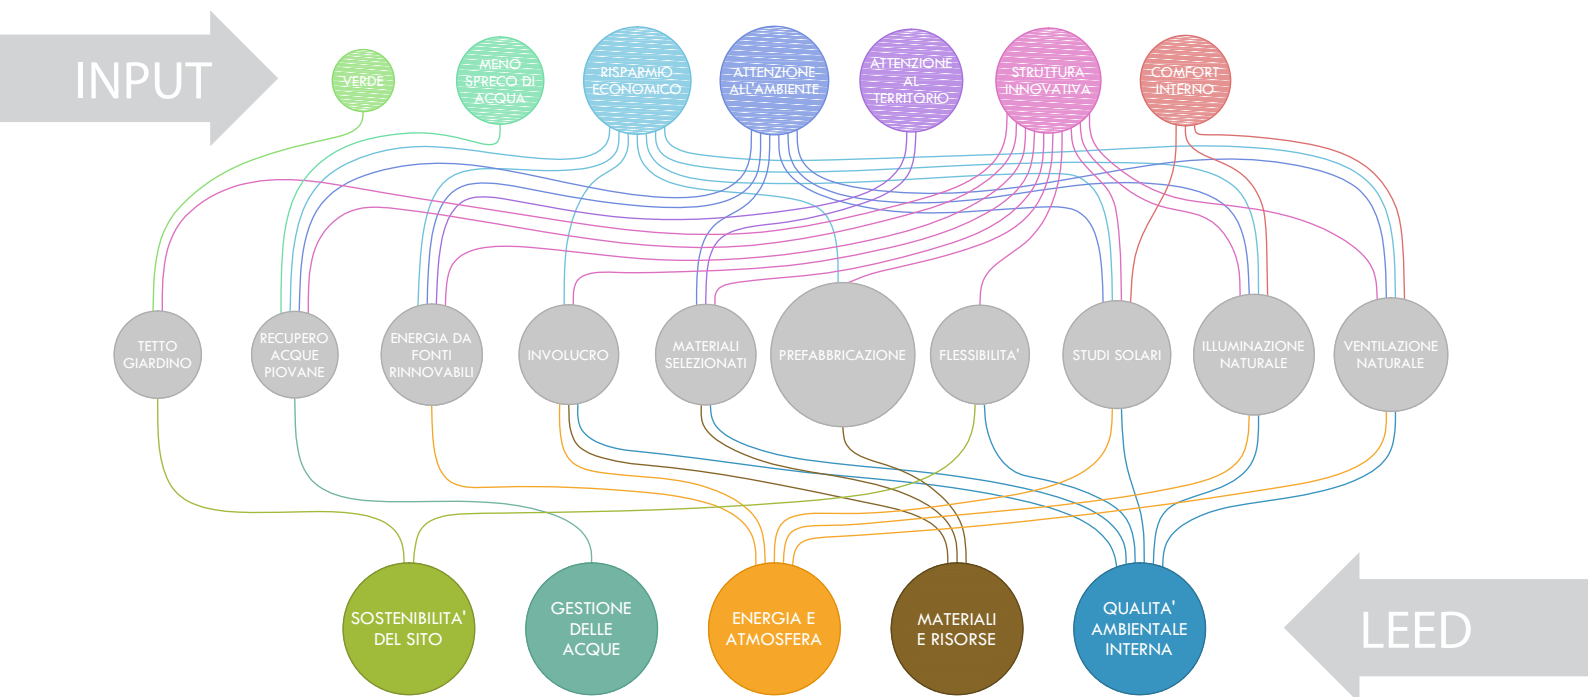 INPUT
VERDE
MENO
SPRECO DI
ACQUA
RISPARMIO
ECONOMICO
ATTENZIONE
ALL'AMBIENTE
ATTENZIONE
AL
TERRITORIO
STRUTTURA
INNOVATIVA
COMFORT
INTERNO
TETTO
GIARDINO
RECUPERO
ACQUE
PIOVANE
ENERGIA DA
FONTI
RINNOVABILI
INVOLUCRO
MATERIALI
SELEZIONATI
PREFABBRICAZIONE
FLESSIBILITA'
STUDI SOLARI
ILLUMINAZIONE
NATURALE
VENTILAZIONE
NATURALE
SOSTENIBILITA'
DEL SITO
GESTIONE
DELLE
ACQUE
ENERGIA E
ATMOSFERA
MATERIALI
E RISORSE
QUALITA'
AMBIENTALE
INTERNA
LEED